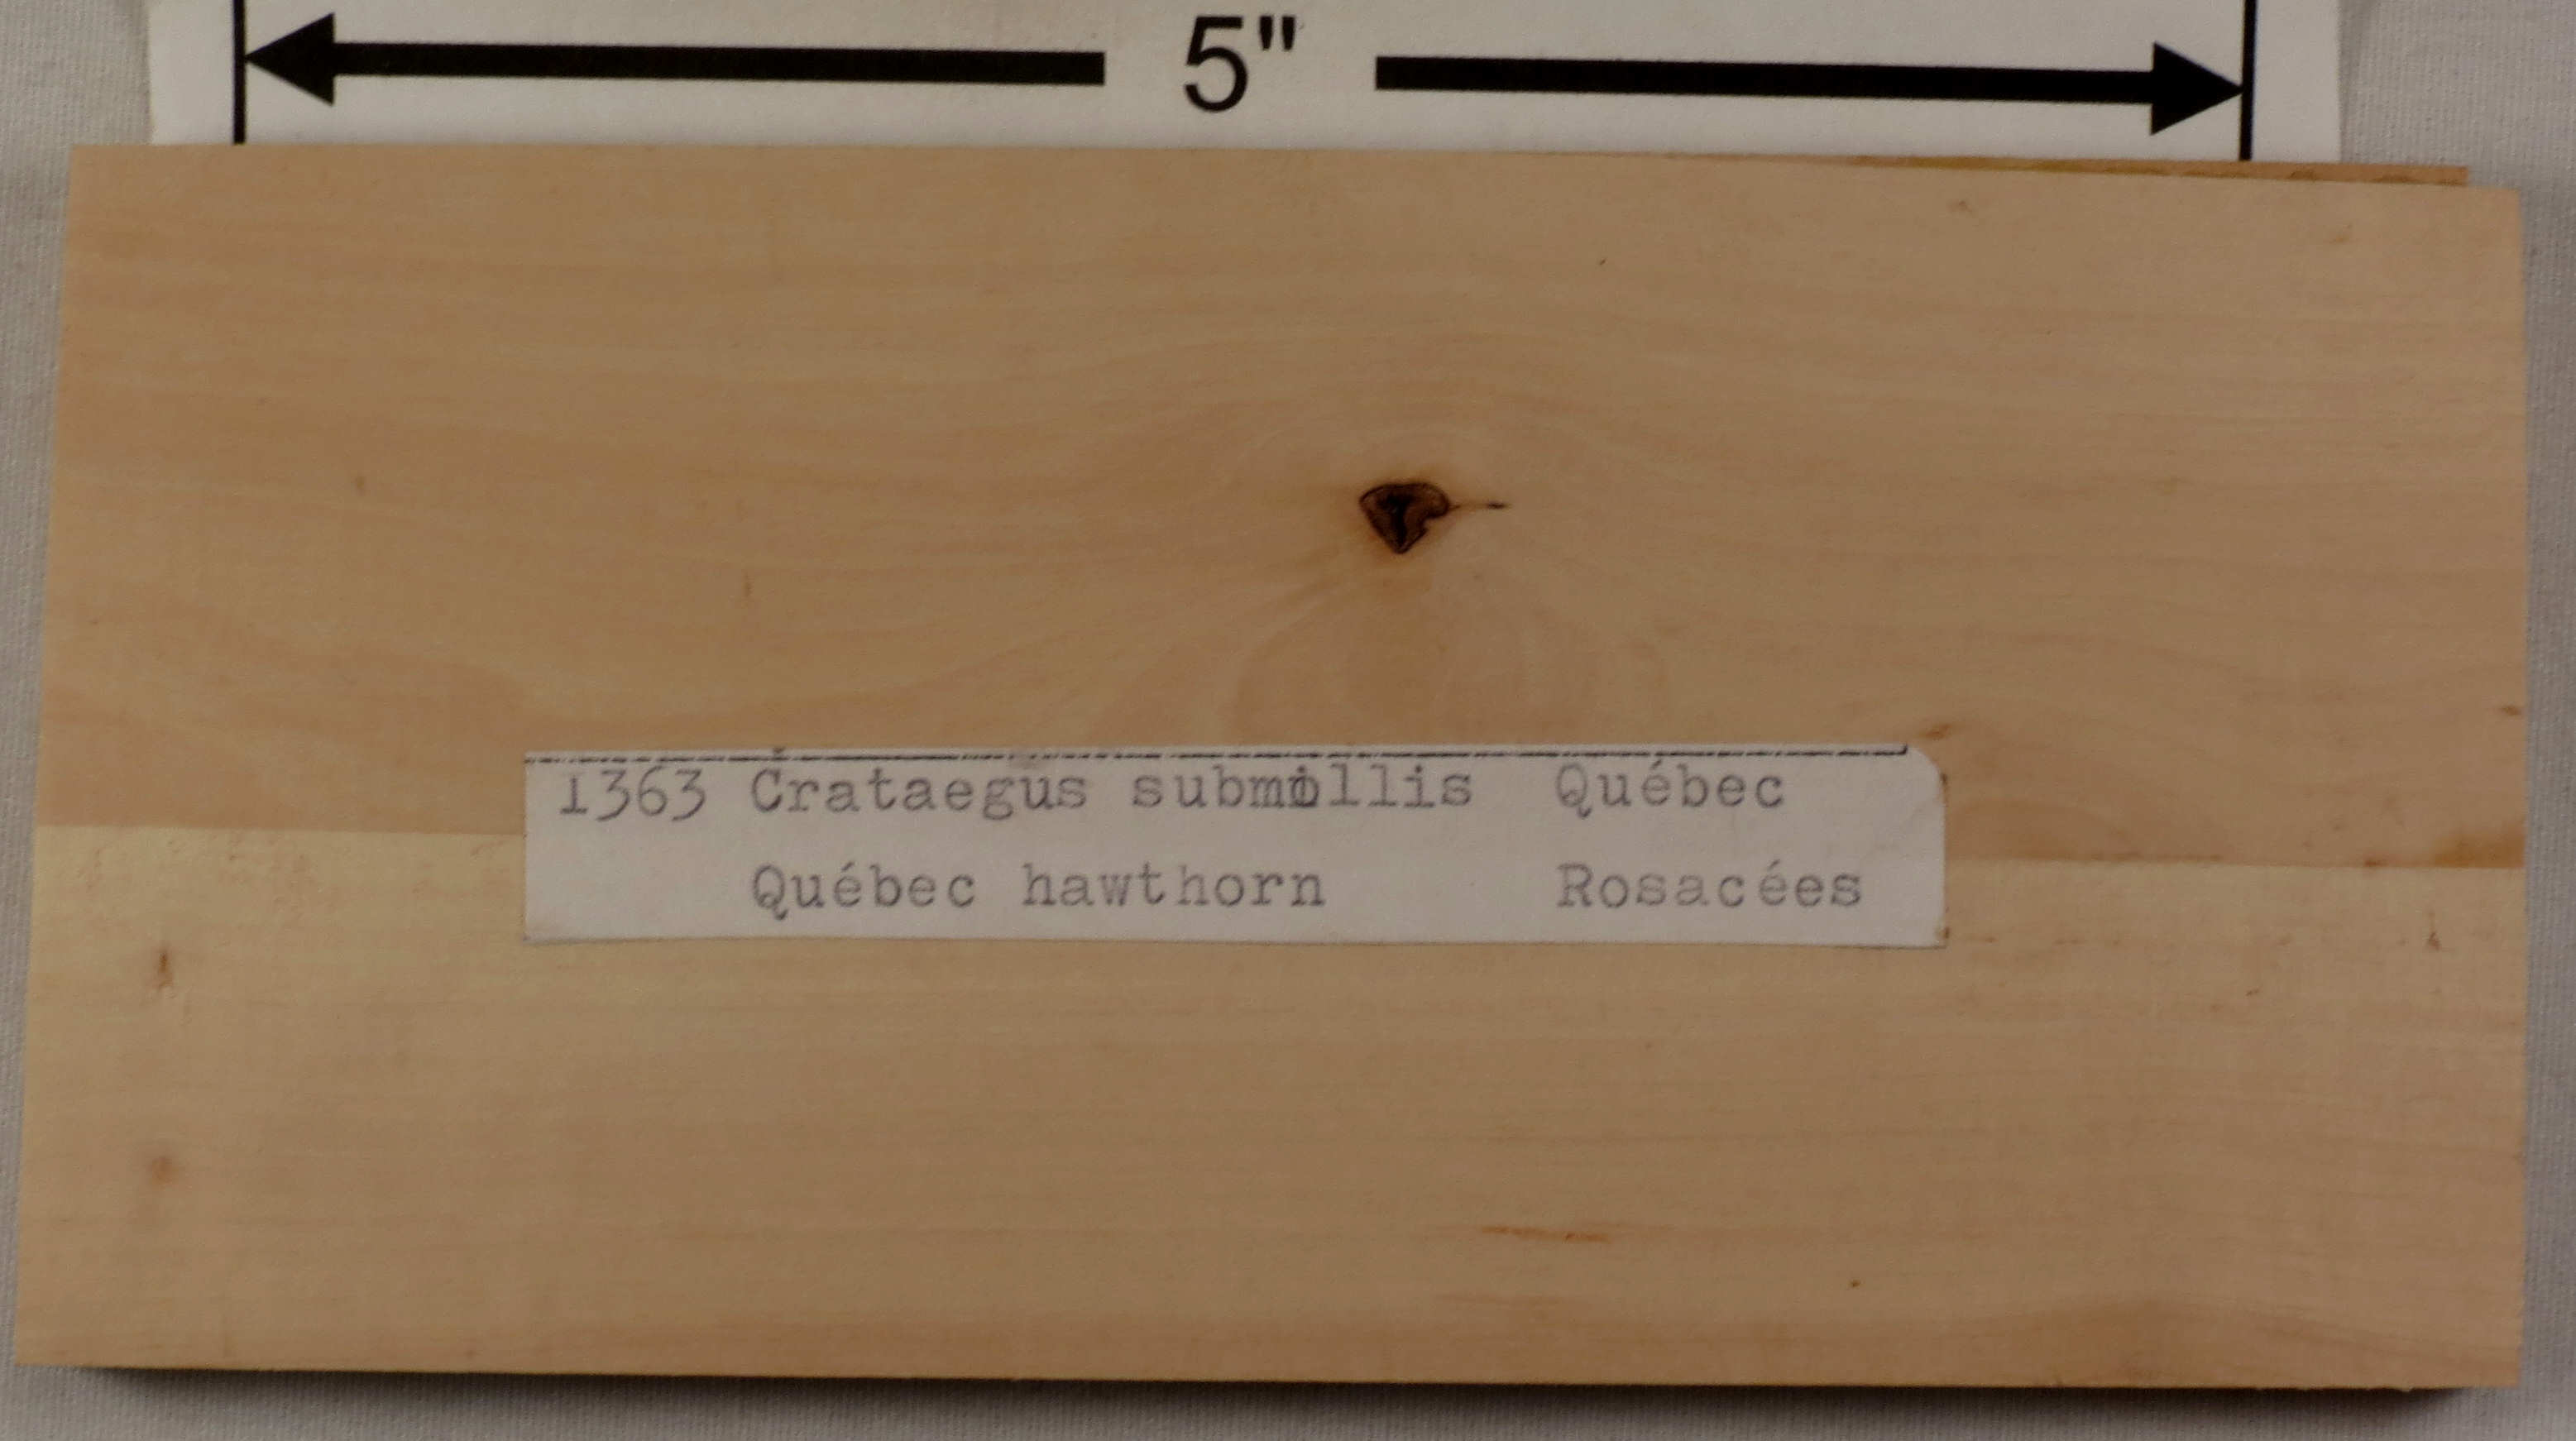 5"
1363 Crataegus submollis Québec
Québec hawthorn Rosacées